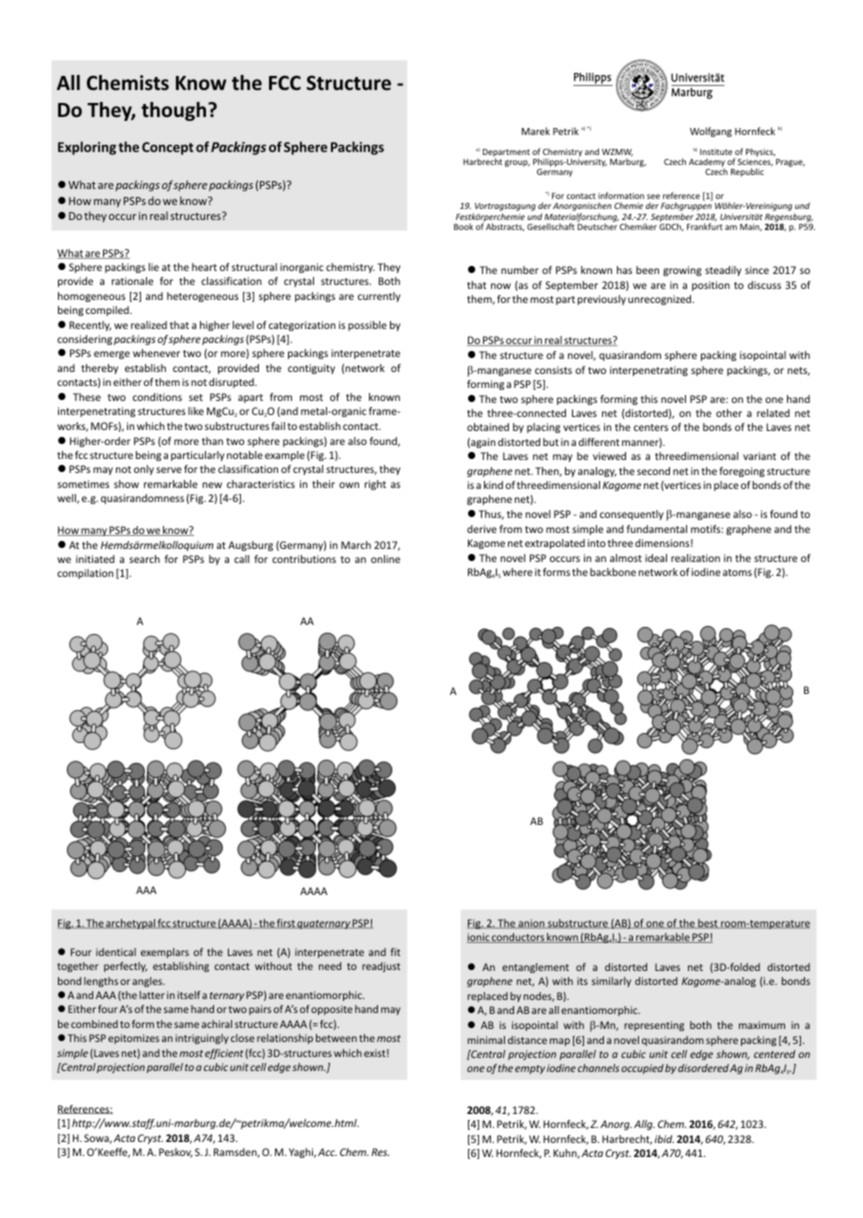 All Chemists Know the FCC Structure -
Do They, though?
Exploring the Concept of Packings of Sphere Packings
● What are packings of sphere packings (PSPs)?
● How many PSPs do we know?
● Do they occur in real structures?
Philipps Universität
Marburg
Marek Petrik a) *)
Wolfgang Hornfeck b)
a) Department of Chemistry and WZMW,
Harbrecht group, Philipps-University, Marburg,
Germany
b) Institute of Physics,
Czech Academy of Sciences, Prague,
Czech Republic
*) For contact information see reference [1] or
19. Vortragstagung der Anorganischen Chemie der Fachgruppen Wöhler-Vereinigung und
Festkörperchemie und Materialforschung, 24.-27. September 2018, Universität Regensburg,
Book of Abstracts, Gesellschaft Deutscher Chemiker GDCh, Frankfurt am Main, 2018, p. P59.
What are PSPs?
● Sphere packings lie at the heart of structural inorganic chemistry. They
provide a rationale for the classification of crystal structures. Both
homogeneous [2] and heterogeneous [3] sphere packings are currently
being compiled.
● Recently, we realized that a higher level of categorization is possible by
considering packings of sphere packings (PSPs) [4].
● PSPs emerge whenever two (or more) sphere packings interpenetrate
and thereby establish contact, provided the contiguity (network of
contacts) in either of them is not disrupted.
● These two conditions set PSPs apart from most of the known
interpenetrating structures like MgCu2 or Cu2O (and metal-organic frame-
works, MOFs), in which the two substructures fail to establish contact.
● Higher-order PSPs (of more than two sphere packings) are also found,
the fcc structure being a particularly notable example (Fig. 1).
● PSPs may not only serve for the classification of crystal structures, they
sometimes show remarkable new characteristics in their own right as
well, e.g. quasirandomness (Fig. 2) [4-6].
How many PSPs do we know?
● At the Hemdsärmelkolloquium at Augsburg (Germany) in March 2017,
we initiated a search for PSPs by a call for contributions to an online
compilation [1].
● The number of PSPs known has been growing steadily since 2017 so
that now (as of September 2018) we are in a position to discuss 35 of
them, for the most part previously unrecognized.
Do PSPs occur in real structures?
● The structure of a novel, quasirandom sphere packing isopointal with
β-manganese consists of two interpenetrating sphere packings, or nets,
forming a PSP [5].
● The two sphere packings forming this novel PSP are: on the one hand
the three-connected Laves net (distorted), on the other a related net
obtained by placing vertices in the centers of the bonds of the Laves net
(again distorted but in a different manner).
● The Laves net may be viewed as a threedimensional variant of the
graphene net. Then, by analogy, the second net in the foregoing structure
is a kind of threedimensional Kagome net (vertices in place of bonds of the
graphene net).
● Thus, the novel PSP - and consequently β-manganese also - is found to
derive from two most simple and fundamental motifs: graphene and the
Kagome net extrapolated into three dimensions!
● The novel PSP occurs in an almost ideal realization in the structure of
RbAg4I5 where it forms the backbone network of iodine atoms (Fig. 2).
A
AA
AAA
AAAA
A
B
AB
Fig. 1. The archetypal fcc structure (AAAA) - the first quaternary PSP!
● Four identical exemplars of the Laves net (A) interpenetrate and fit
together perfectly, establishing contact without the need to readjust
bond lengths or angles.
● A and AAA (the latter in itself a ternary PSP) are enantiomorphic.
● Either four A's of the same hand or two pairs of A's of opposite hand may
be combined to form the same achiral structure AAAA (= fcc).
● This PSP epitomizes an intriguingly close relationship between the most
simple (Laves net) and the most efficient (fcc) 3D-structures which exist!
[Central projection parallel to a cubic unit cell edge shown.]
Fig. 2. The anion substructure (AB) of one of the best room-temperature
ionic conductors known (RbAg4I5) - a remarkable PSP!
● An entanglement of a distorted Laves net (3D-folded distorted
graphene net, A) with its similarly distorted Kagome-analog (i.e. bonds
replaced by nodes, B).
● A, B and AB are all enantiomorphic.
● AB is isopointal with β-Mn, representing both the maximum in a
minimal distance map [6] and a novel quasirandom sphere packing [4, 5].
[Central projection parallel to a cubic unit cell edge shown, centered on
one of the empty iodine channels occupied by disordered Ag in RbAg4I5.]
References:
[1] http://www.staff.uni-marburg.de/~petrikma/welcome.html.
[2] H. Sowa, Acta Cryst. 2018, A74, 143.
[3] M. O'Keeffe, M. A. Peskov, S. J. Ramsden, O. M. Yaghi, Acc. Chem. Res.
2008, 41, 1782.
[4] M. Petrik, W. Hornfeck, Z. Anorg. Allg. Chem. 2016, 642, 1023.
[5] M. Petrik, W. Hornfeck, B. Harbrecht, ibid. 2014, 640, 2328.
[6] W. Hornfeck, P. Kuhn, Acta Cryst. 2014, A70, 441.